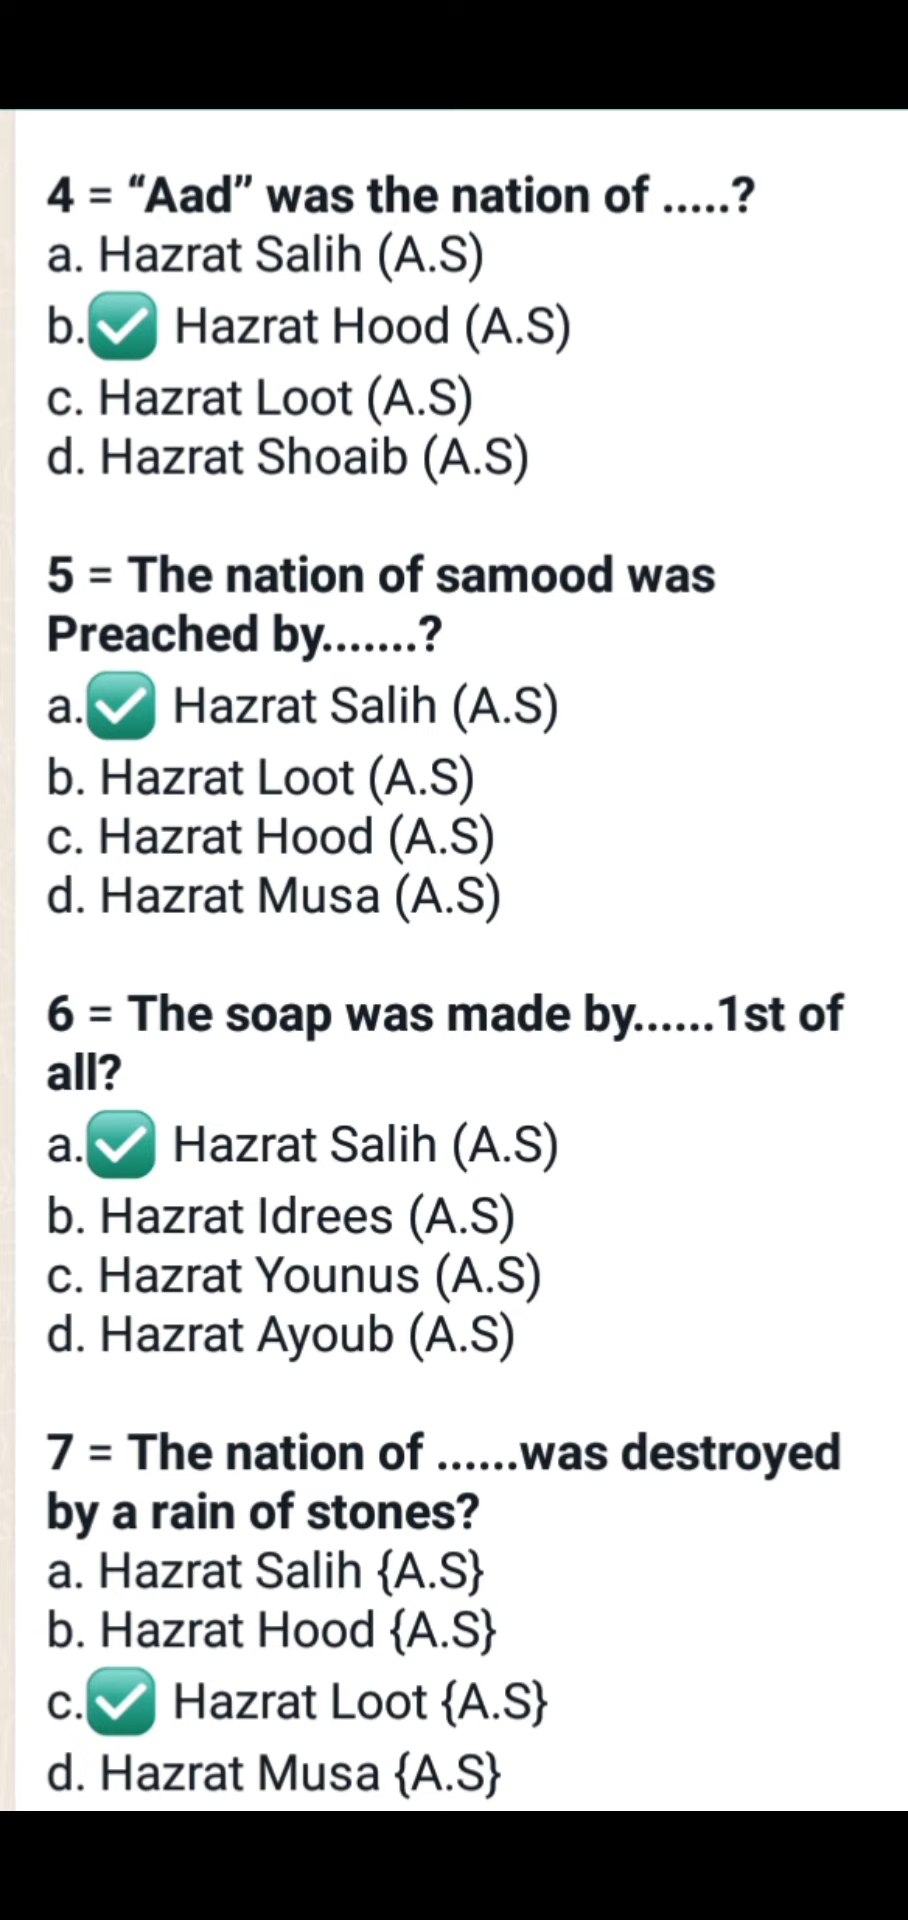 4 = “Aad” was the nation of .....?
a. Hazrat Salih (A.S)
b.✅ Hazrat Hood (A.S)
c. Hazrat Loot (A.S)
d. Hazrat Shoaib (A.S)
5 = The nation of samood was
Preached by.......?
a.✅ Hazrat Salih (A.S)
b. Hazrat Loot (A.S)
c. Hazrat Hood (A.S)
d. Hazrat Musa (A.S)
6 = The soap was made by......1st of
all?
a.✅ Hazrat Salih (A.S)
b. Hazrat Idrees (A.S)
c. Hazrat Younus (A.S)
d. Hazrat Ayoub (A.S)
7 = The nation of ......was destroyed
by a rain of stones?
a. Hazrat Salih {A.S}
b. Hazrat Hood {A.S}
c.✅ Hazrat Loot {A.S}
d. Hazrat Musa {A.S}